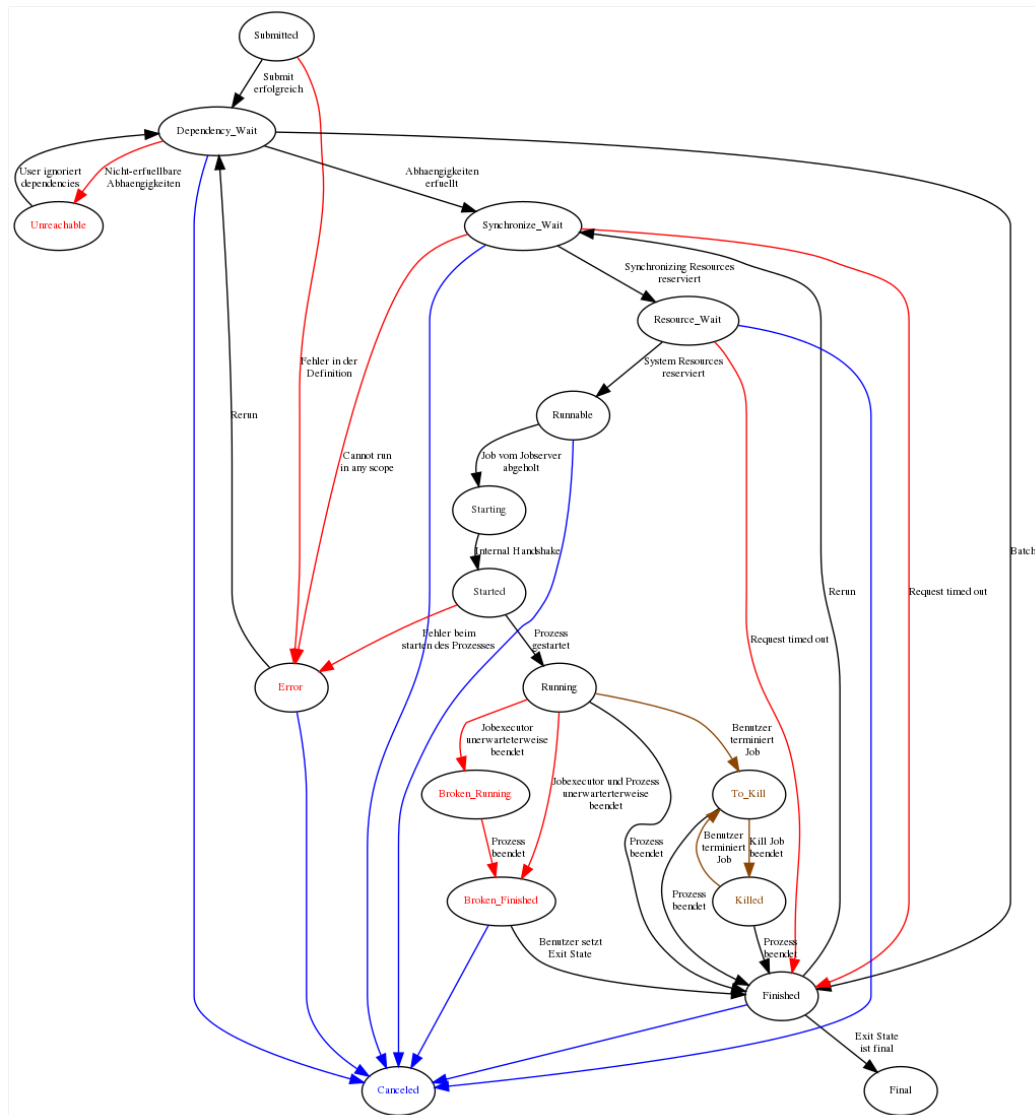 Submitted
Submit
erfolgreich
Dependency_Wait
User ignoriert
dependencies
Nicht-erfuellbare
Abhaengigkeiten
Abhaengigkeiten
erfuellt
Unreachable
Synchronize_Wait
Synchronizing Resources
reserviert
Resource_Wait
Fehler in der
Definition
System Resources
reserviert
Rerun
Runnable
Cannot run
in any scope
Job vom Jobserver
abgeholt
Starting
Internal Handshake
Batch
Started
Rerun
Request timed out
Fehler beim
starten des Prozesses
Prozess
gestartet
Request timed out
Error
Running
Jobexecutor
unerwarteterweise
beendet
Benutzer
terminiert
Job
Jobexecutor und Prozess
unerwarterterweise
beendet
Broken_Running
To_Kill
Prozess
beendet
Prozess
beendet
Benutzer
terminiert
Job
Kill Job
beendet
Prozess
beendet
Broken_Finished
Killed
Benutzer setzt
Exit State
Prozess
beendet
Finished
Exit State
ist final
Canceled
Final